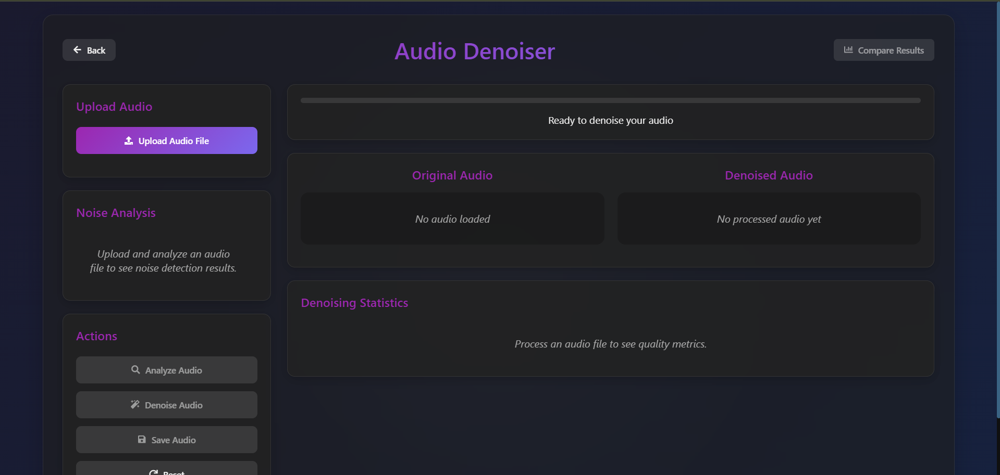 Back
Audio Denoiser
Compare Results
Upload Audio
Upload Audio File
Noise Analysis
Upload and analyze an audio
file to see noise detection results.
Actions
Analyze Audio
Denoise Audio
Save Audio
Reset
Ready to denoise your audio
Original Audio
No audio loaded
Denoised Audio
No processed audio yet
Denoising Statistics
Process an audio file to see quality metrics.